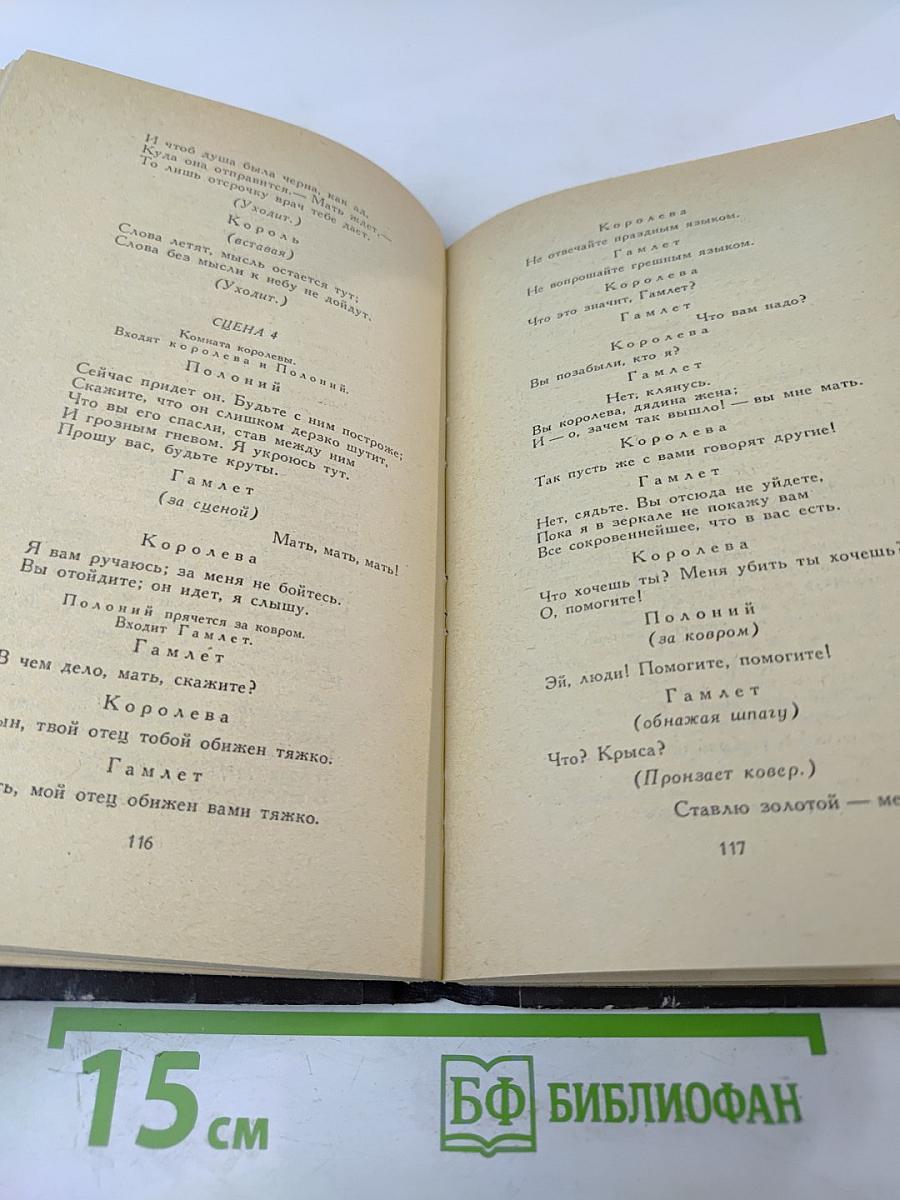 И чтоб душа была черна, как ад,
Куда она отправится.— Мать ждет,—
То лишь отсрочку врач тебе дает.
(Уходит.)
Король
(вставая)
Слова летят, мысль остается тут;
Слова без мысли к небу не дойдут.
(Уходит.)
СЦЕНА 4
Комната королевы.
Входят королева и Полоний.
Полоний
Сейчас придет он. Будьте с ним построже;
Скажите, что он слишком дерзко шутит,
Что вы его спасли, став между ним
И грозным гневом. Я укроюсь тут.
Прошу вас, будьте круты.
Гамлет
(за сценой)
Мать, мать, мать!
Королева
Я вам ручаюсь; за меня не бойтесь.
Вы отойдите; он идет, я слышу.
Полоний прячется за ковром.
Входит Гамлет.
Гамлет
В чем дело, мать, скажите?
Королева
ын, твой отец тобой обижен тяжко.
Гамлет
ть, мой отец обижен вами тяжко.
116
Королева
Не отвечайте праздным языком.
Гамлет
Не вопрошайте грешным языком.
Королева
Что это значит, Гамлет?
Гамлет
Что вам надо?
Королева
Вы позабыли, кто я?
Гамлет
Нет, клянусь.
Вы королева, дядина жена;
И — о, зачем так вышло! — вы мне мать.
Королева
Так пусть же с вами говорят другие!
Гамлет
Нет, сядьте. Вы отсюда не уйдете,
Пока я в зеркале не покажу вам
Все сокровеннейшее, что в вас есть.
Королева
Что хочешь ты? Меня убить ты хочешь?
О, помогите!
Полоний
(за ковром)
Эй, люди! Помогите, помогите!
Гамлет
(обнажая шпагу)
Что? Крыса?
(Пронзает ковер.)
Ставлю золотой — ме
117
15 см
БФ БИБЛИОФАН